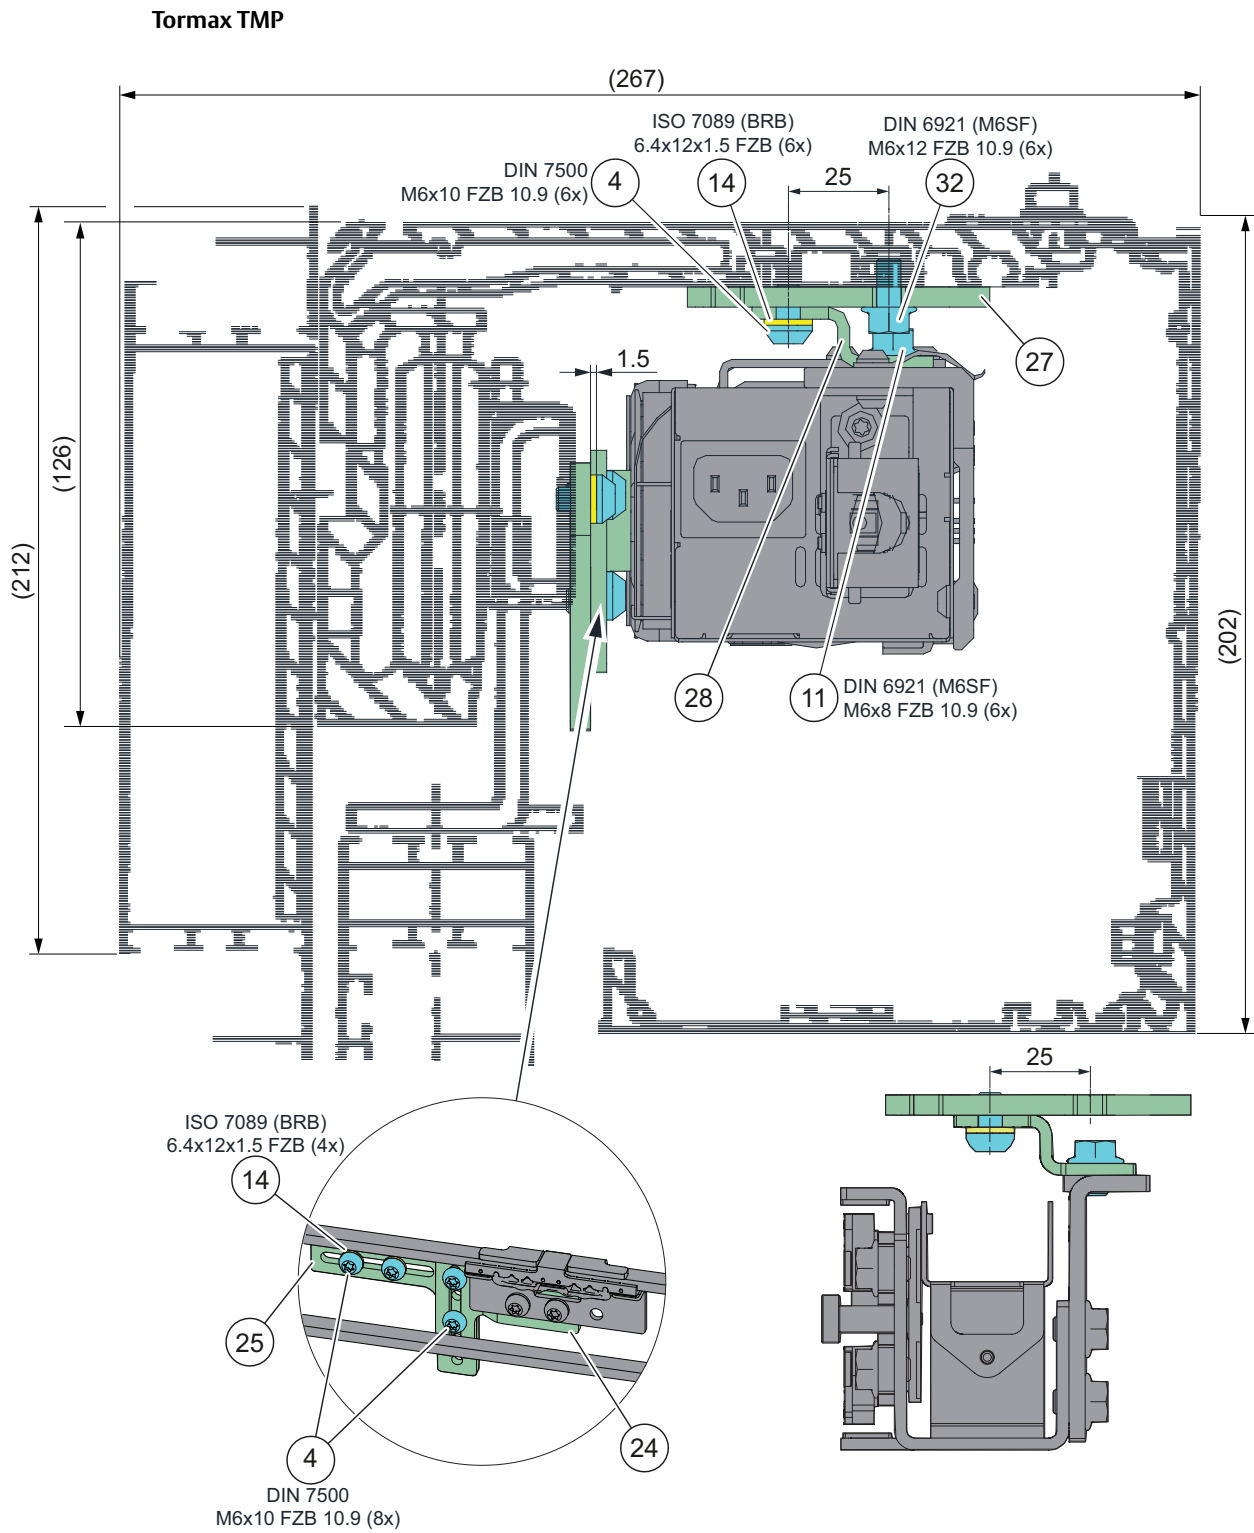 Tormax TMP
(267)
ISO 7089 (BRB)
6.4x12x1.5 FZB (6x)
DIN 6921 (M6SF)
M6x12 FZB 10.9 (6x)
DIN 7500
M6x10 FZB 10.9 (6x)
4
14
25
32
27
1.5
(126)
(212)
(202)
28
11
DIN 6921 (M6SF)
M6x8 FZB 10.9 (6x)
25
ISO 7089 (BRB)
6.4x12x1.5 FZB (4x)
14
25
4
24
DIN 7500
M6x10 FZB 10.9 (8x)